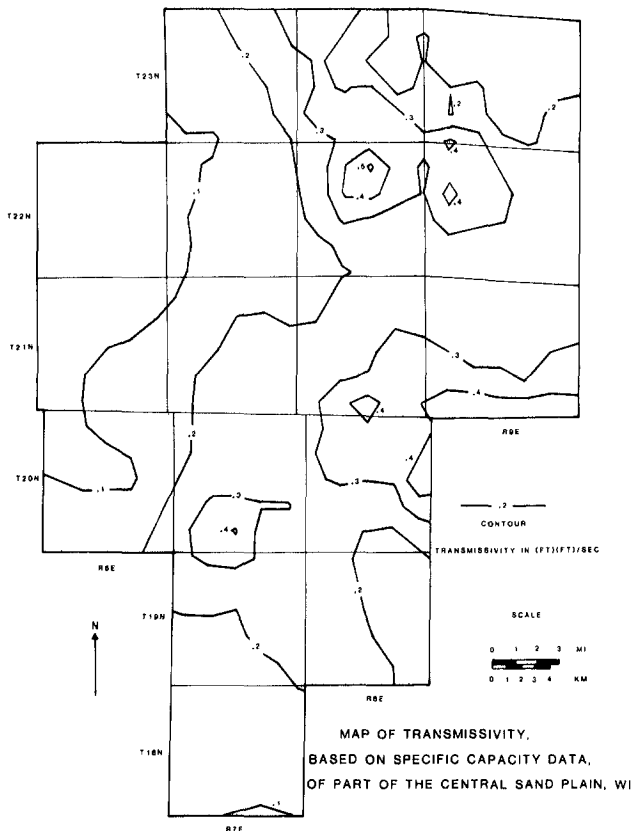 .2
T23N
.3
.2
.2
.3
.4
.5
.4
.4
.1
T22N
T21N
.3
.4
.4
.2
R9E
T20N
.1
.3
.4
.4
.2
CONTOUR
TRANSMISSIVITY IN (FT)(FT)/SEC
R6E
N
T19N
.2
.2
SCALE
0 1 2 3 MI
0 1 2 3 4 KM
R8E
T18N
MAP OF TRANSMISSIVITY,
BASED ON SPECIFIC CAPACITY DATA,
OF PART OF THE CENTRAL SAND PLAIN, WI
.1
R7E